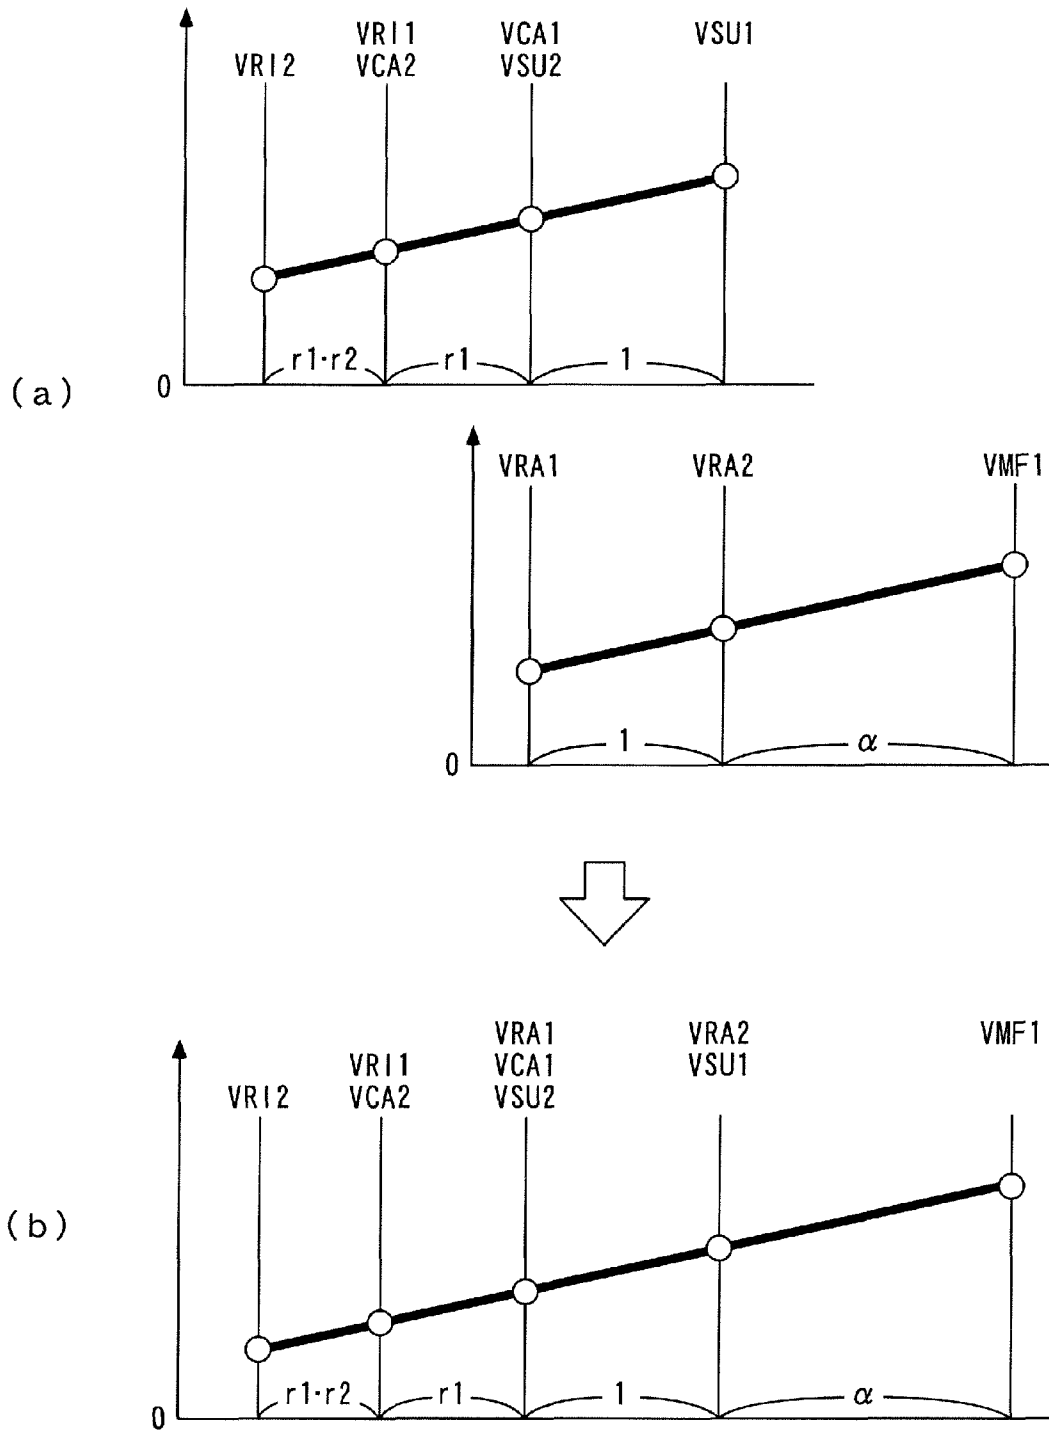 VRI1 VCA1 VSU1
VRI2 VCA2 VSU2
r1·r2 r1 1
0
(a)
VRA1 VRA2 VMF1
1 α
0
VRA1 VRA2 VMF1
VRI1 VCA1 VSU1
VRI2 VCA2 VSU2
(b)
r1·r2 r1 1 α
0